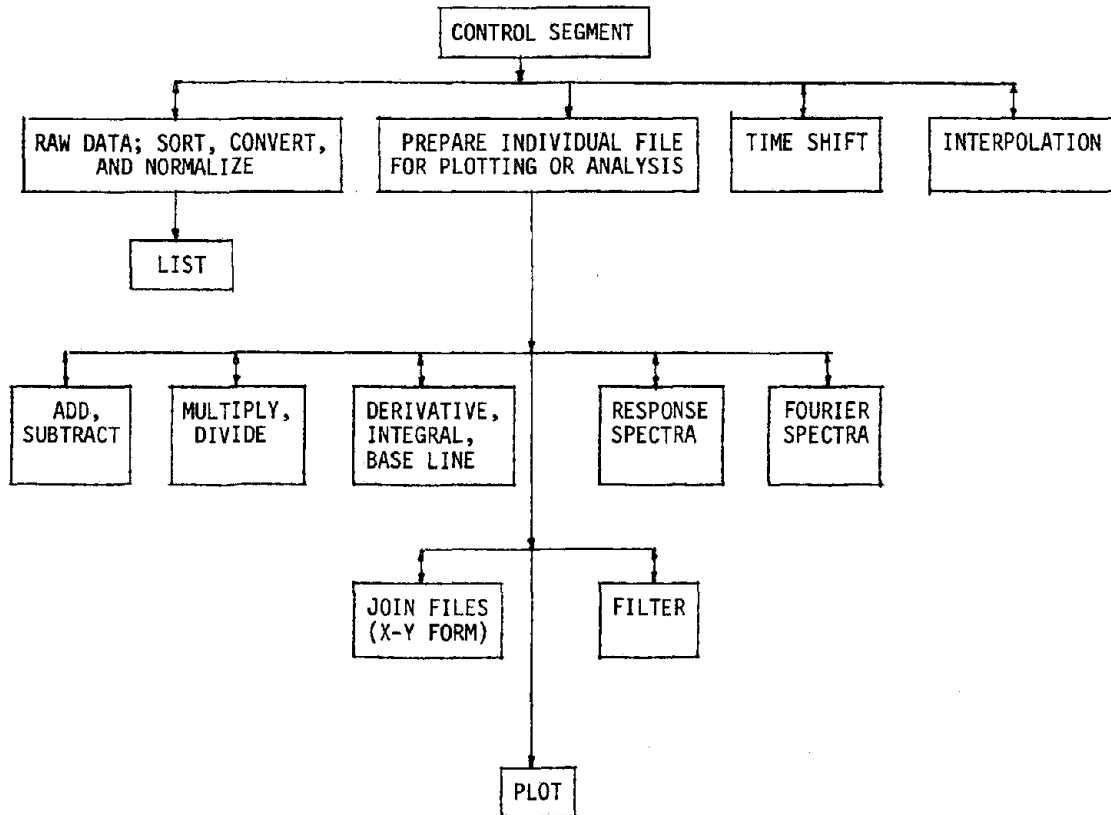 CONTROL SEGMENT
RAW DATA; SORT, CONVERT,
AND NORMALIZE
PREPARE INDIVIDUAL FILE
FOR PLOTTING OR ANALYSIS
TIME SHIFT
INTERPOLATION
LIST
ADD,
SUBTRACT
MULTIPLY,
DIVIDE
DERIVATIVE,
INTEGRAL,
BASE LINE
RESPONSE
SPECTRA
FOURIER
SPECTRA
JOIN FILES
(X-Y FORM)
FILTER
PLOT